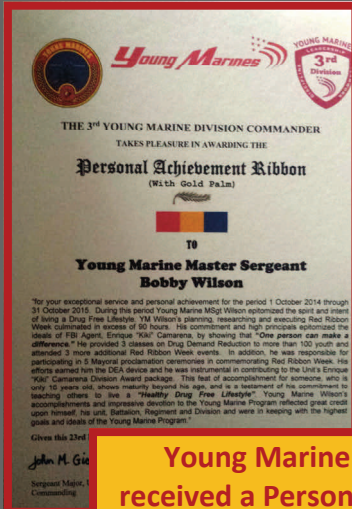 YOUNG MARINES
Young Marines
YOUNG MARINE
LEADERSHIP
3rd
Division
THE 3rd YOUNG MARINE DIVISION COMMANDER
TAKES PLEASURE IN AWARDING THE
Personal Achievement Ribbon
(With Gold Palm)
TO
Young Marine Master Sergeant
Bobby Wilson
"for your exceptional service and personal achievement for the period 1 October 2014 through
31 October 2015. During this period Young Marine MSgt Wilson epitomized the spirit and intent
of living a Drug Free Lifestyle. YM Wilson's planning, researching and executing Red Ribbon
Week culminated in excess of 90 hours. His commitment and high principals epitomized the
ideals of FBI Agent, Enrique "Kiki" Camarena, by showing that "One person can make a
difference." He provided 3 classes on Drug Demand Reduction to more than 100 youth and
attended 3 more additional Red Ribbon Week events. In addition, he was responsible for
participating in 5 Mayoral proclamation ceremonies in commemorating Red Ribbon Week. His
efforts earned him the DEA device and he was instrumental in contributing to the Unit's Enrique
"Kiki" Camarena Division Award package. This feat of accomplishment for someone, who is
only 10 years old, shows maturity beyond his age, and is a testament of his commitment to
teaching others to live a "Healthy Drug Free Lifestyle". Young Marine Wilson's
accomplishments and impressive devotion to the Young Marine Program reflected great credit
upon himself, his unit, Battalion, Regiment and Division and were in keeping with the highest
goals and ideals of the Young Marine Program."
Given this 23rd
John M. Gie
Sergeant Major, U
Commanding
Young Marine
received a Person